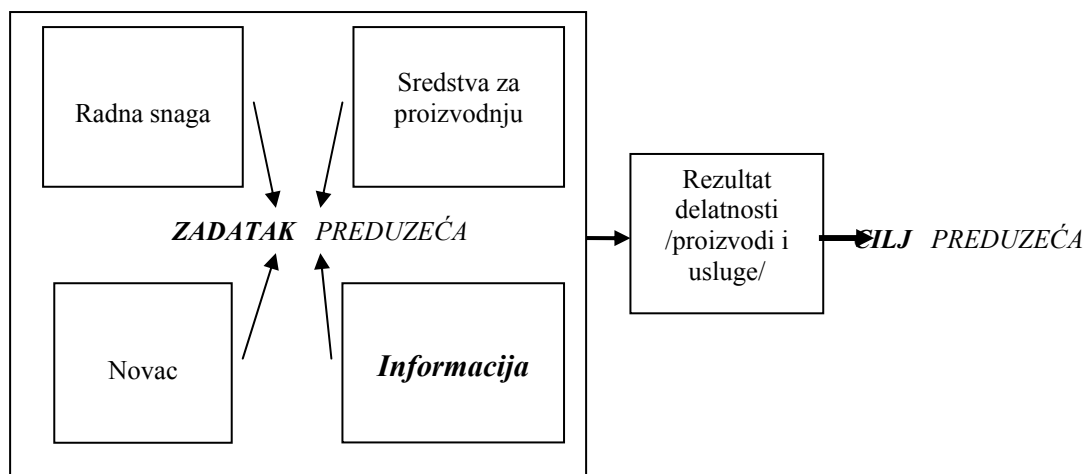 Radna snaga
Sredstva za
proizvodnju
ZADATAK PREDUZEĆA
Novac
Informacija
Rezultat
delatnosti
/proizvodi i
usluge/
CILJ PREDUZEĆA